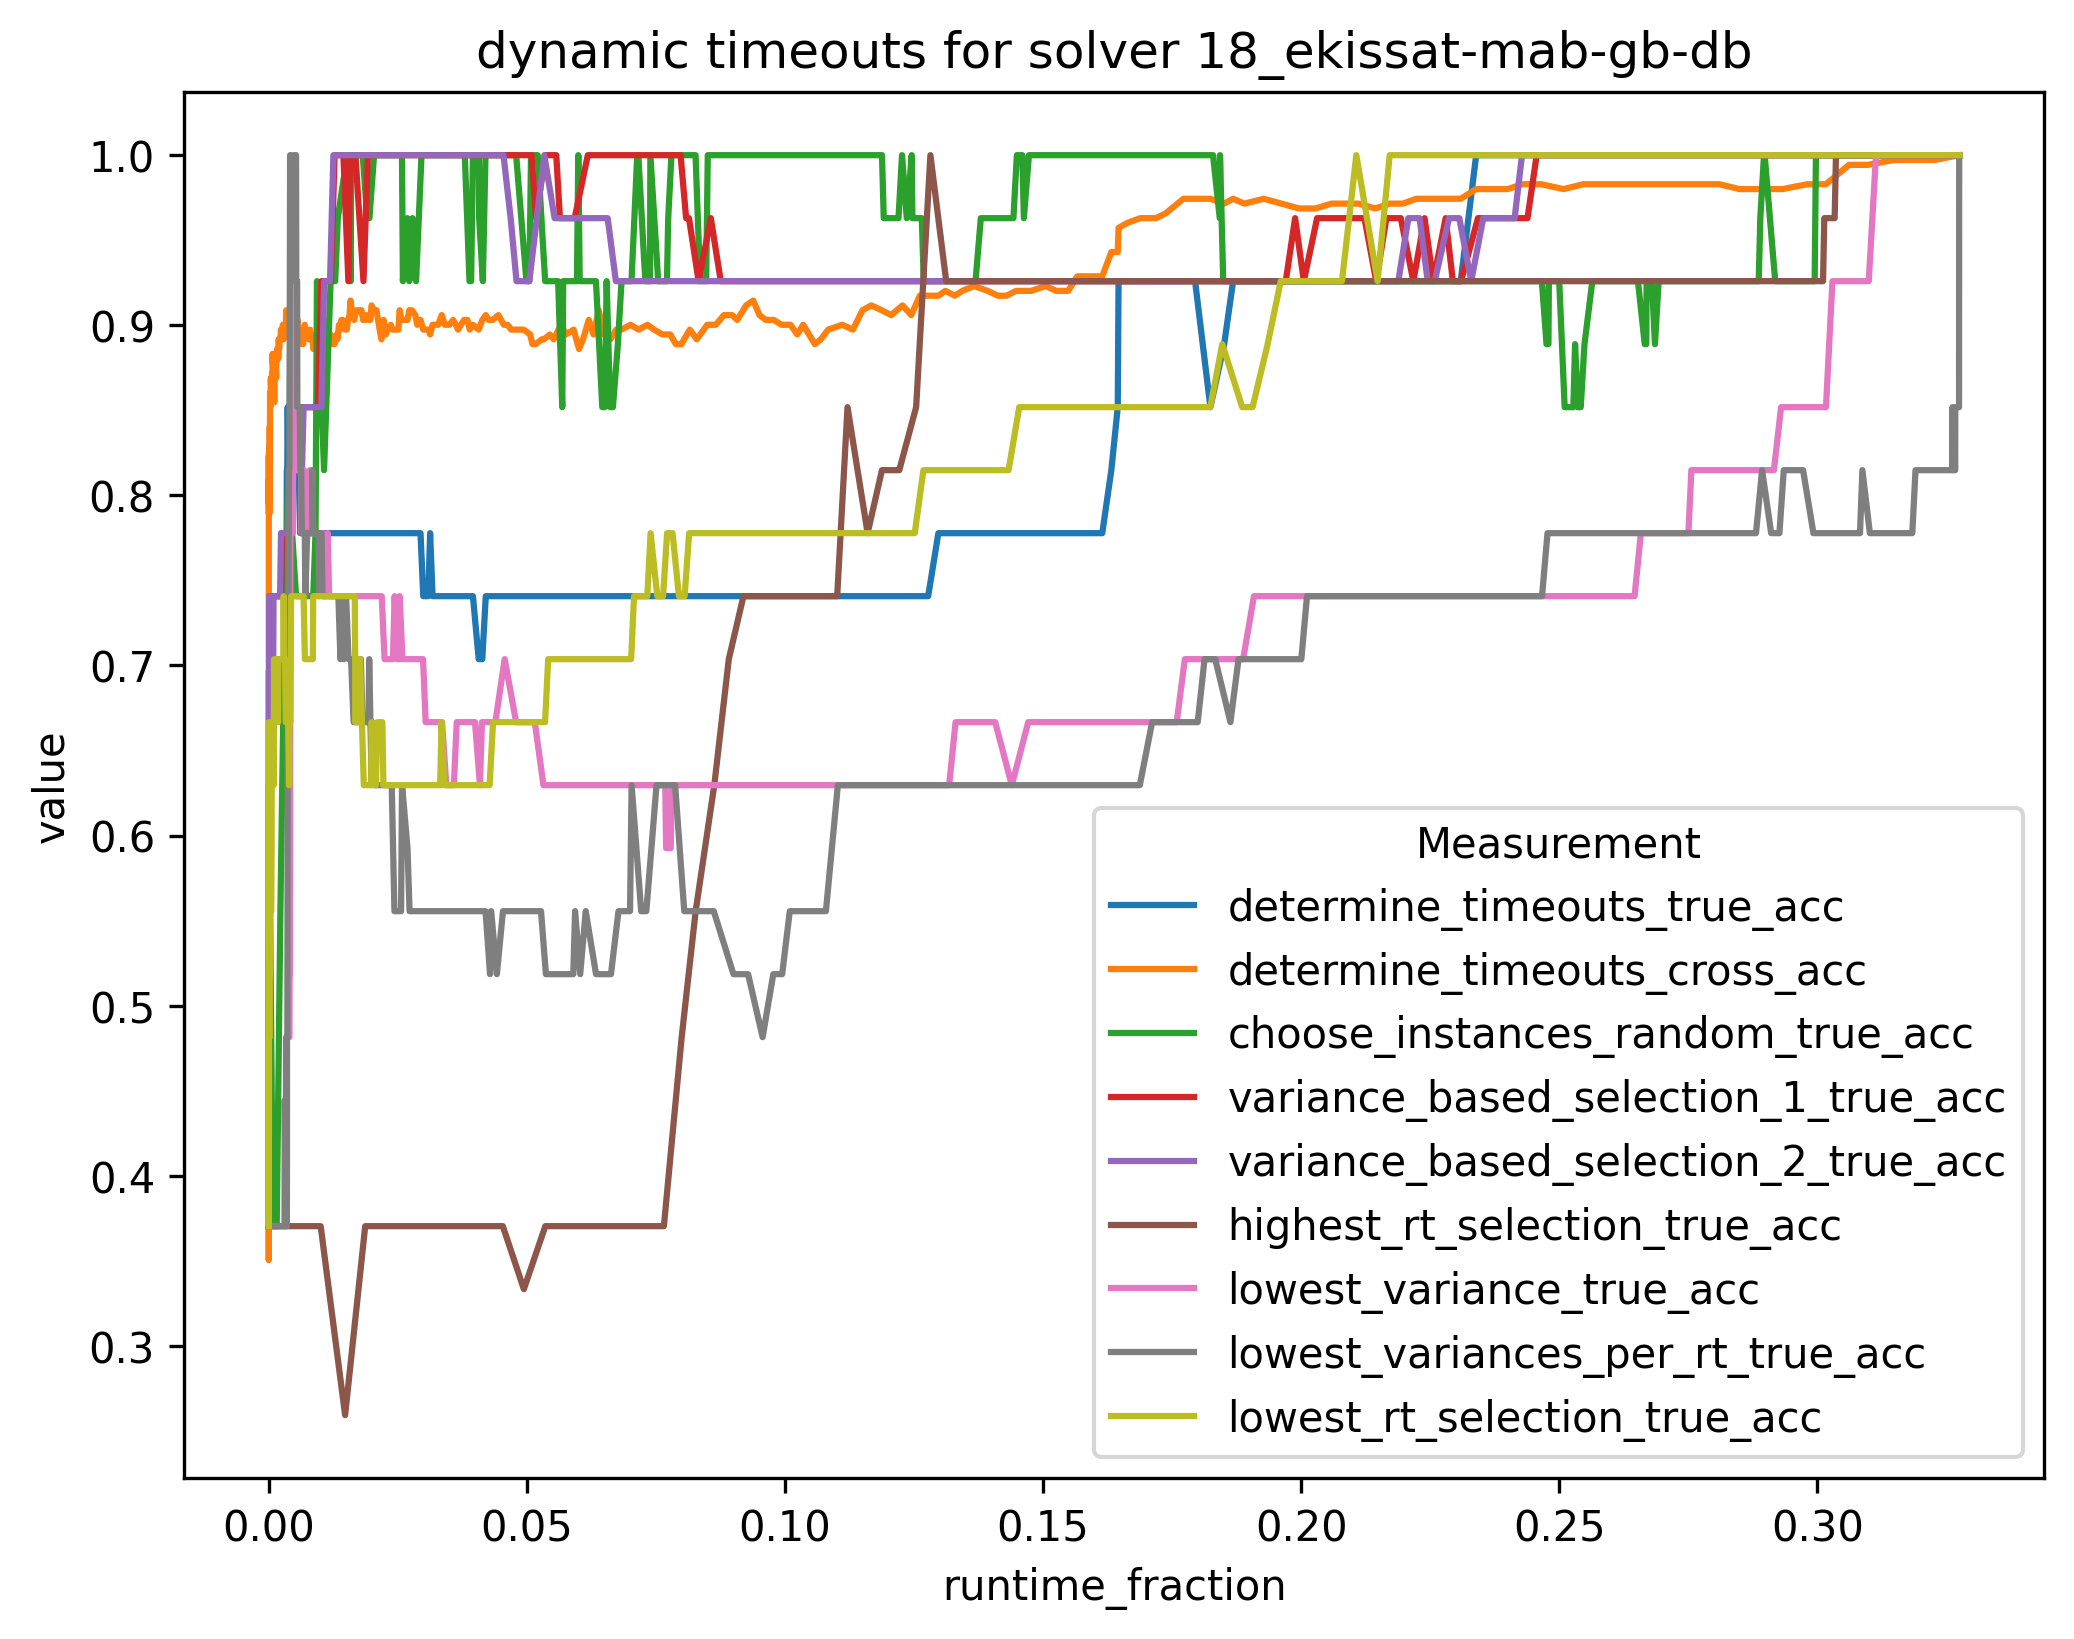 dynamic timeouts for solver 18_ekissat-mab-gb-db
1.0
0.9
0.8
0.7
0.6
0.5
0.4
0.3
value
0.00 0.05 0.10 0.15 0.20 0.25 0.30
runtime_fraction
Measurement
determine_timeouts_true_acc
determine_timeouts_cross_acc
choose_instances_random_true_acc
variance_based_selection_1_true_acc
variance_based_selection_2_true_acc
highest_rt_selection_true_acc
lowest_variance_true_acc
lowest_variances_per_rt_true_acc
lowest_rt_selection_true_acc